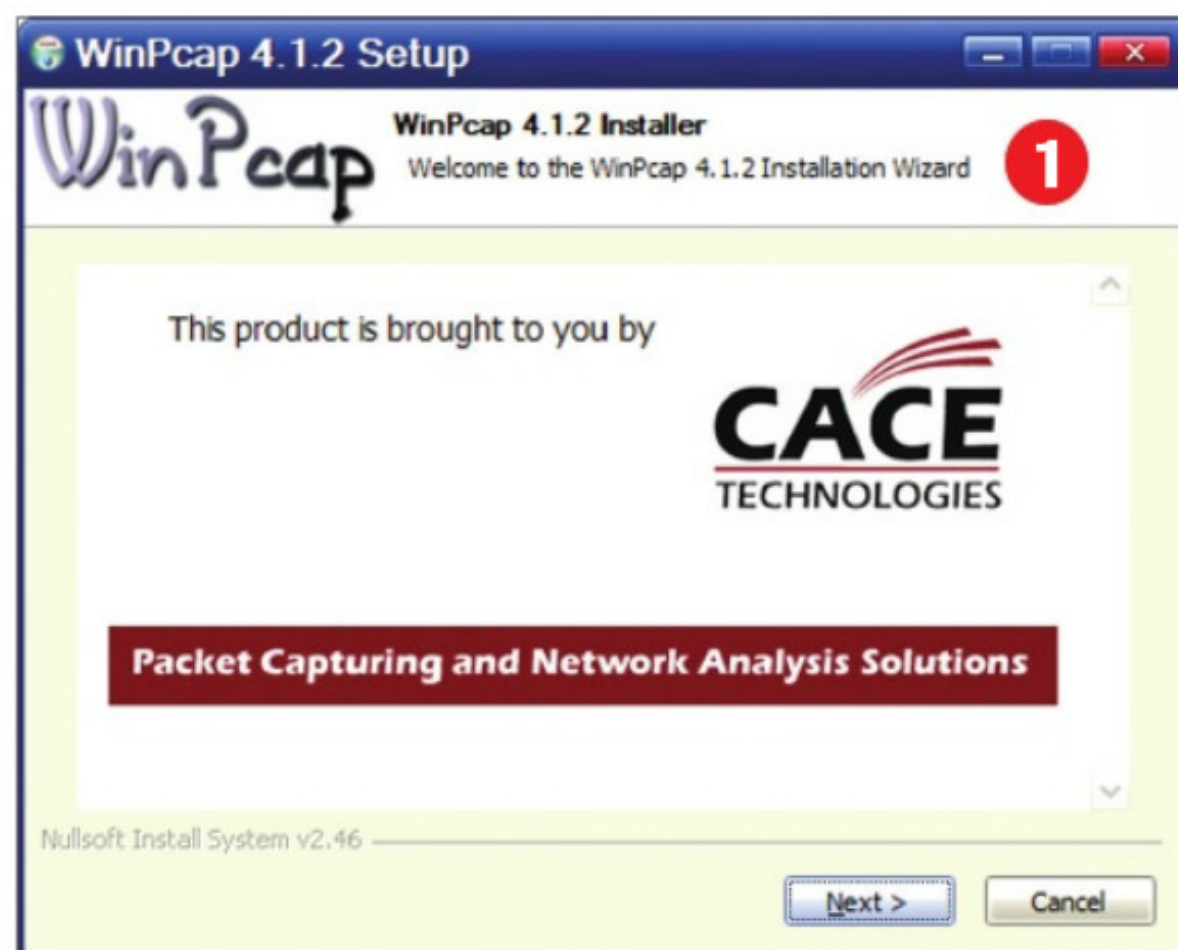 WinPcap 4.1.2 Setup
WinPcap
WinPcap 4.1.2 Installer
Welcome to the WinPcap 4.1.2 Installation Wizard
1
This product is brought to you by
CACE
TECHNOLOGIES
Packet Capturing and Network Analysis Solutions
Nullsoft Install System v2.46
Next >
Cancel